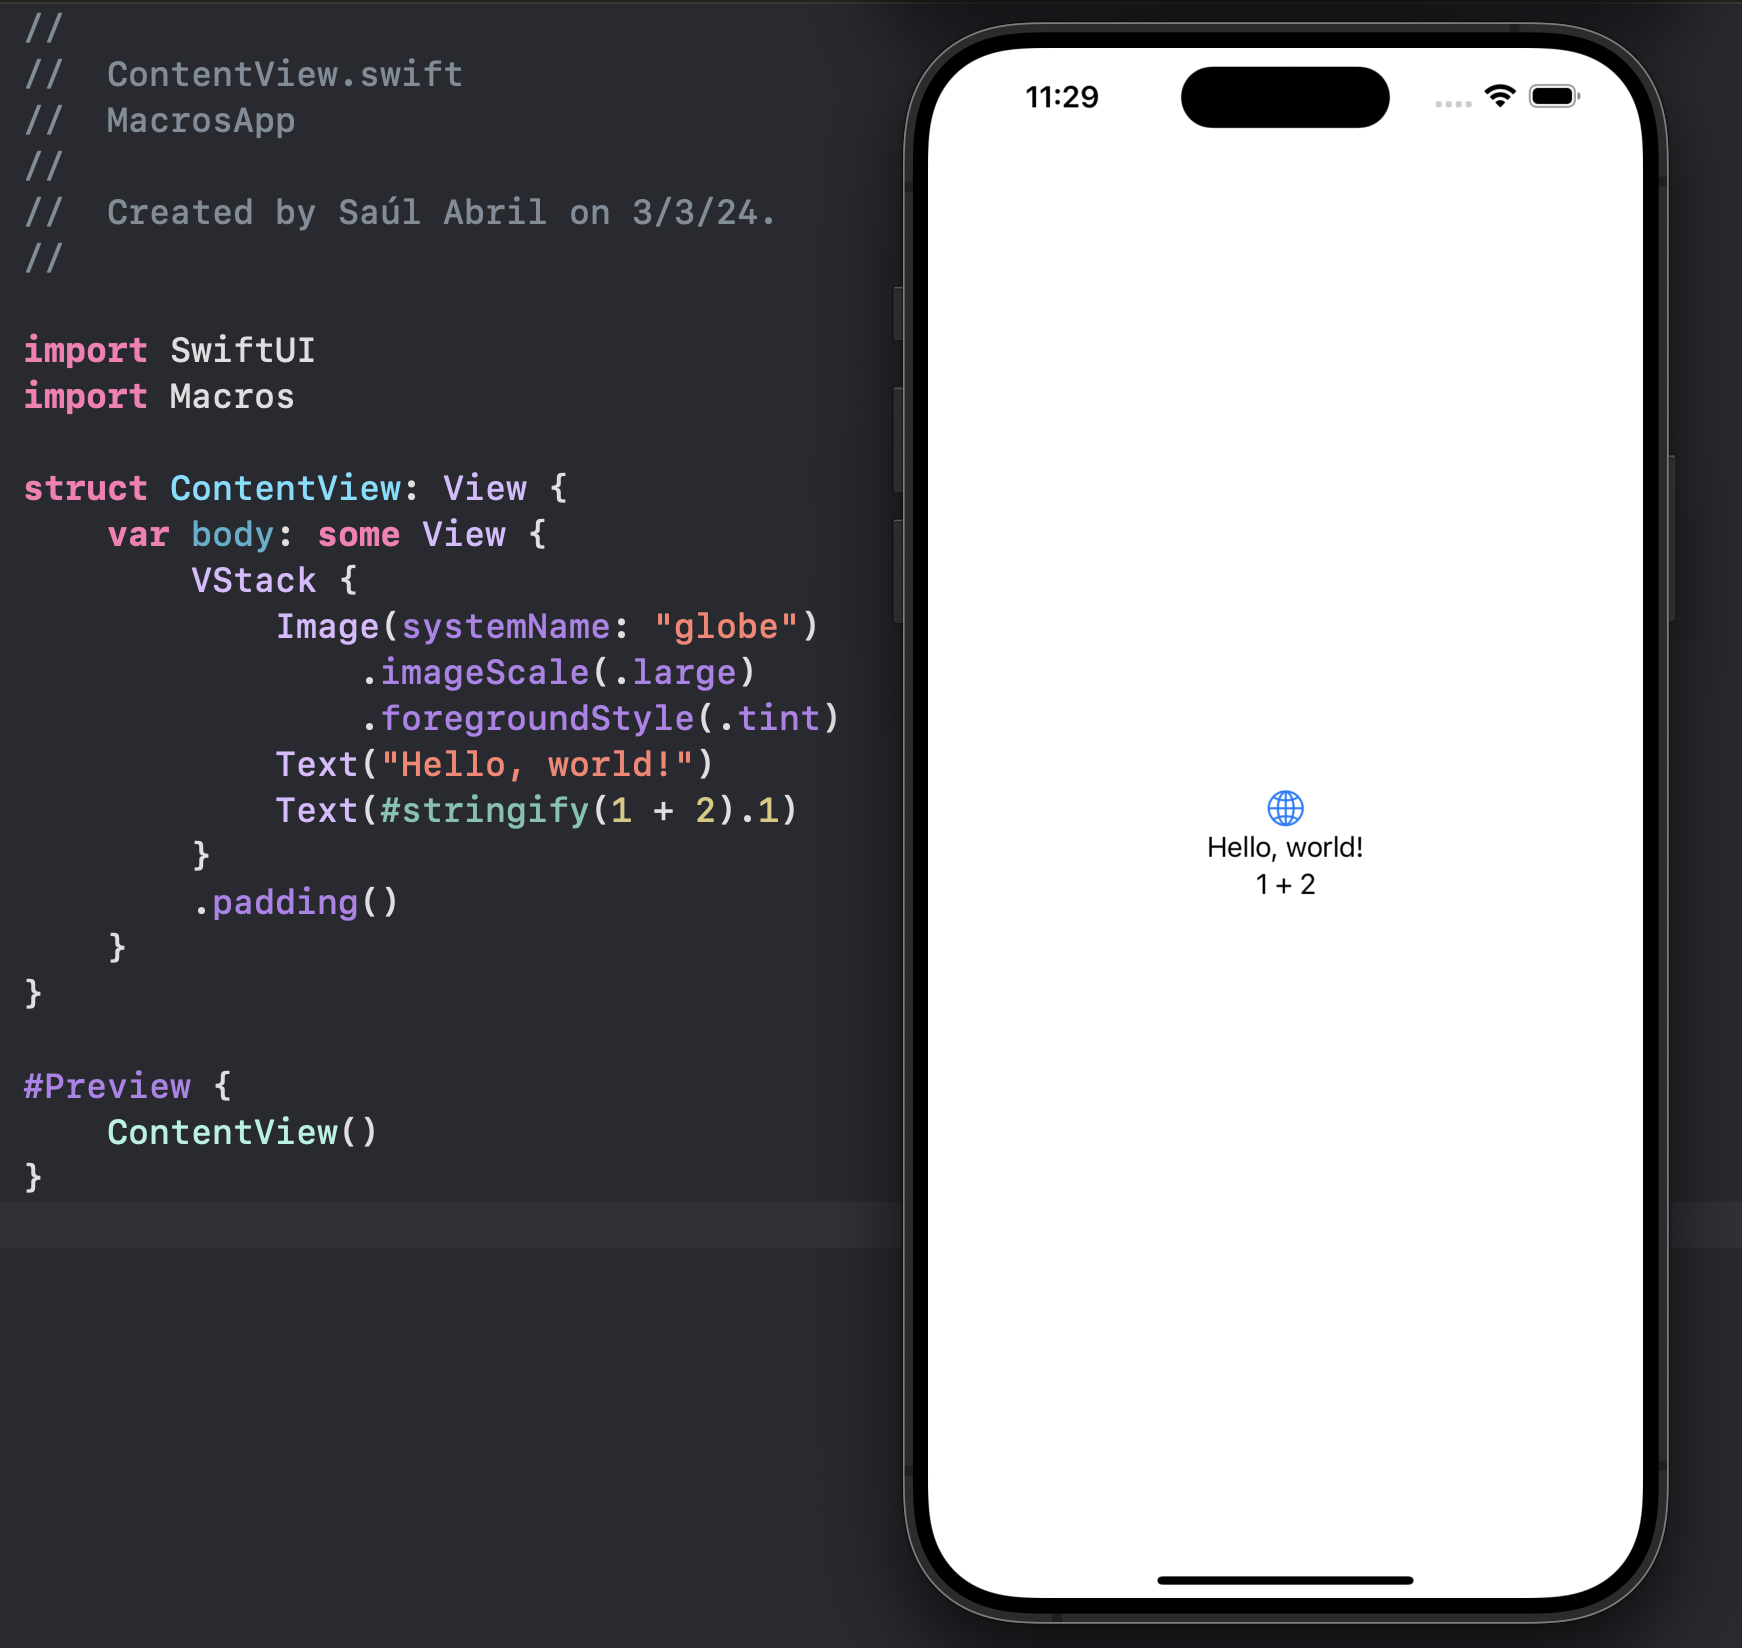 //
//  ContentView.swift
//  MacrosApp
//
//  Created by Saúl Abril on 3/3/24.
//
import SwiftUI
import Macros
struct ContentView: View {
    var body: some View {
        VStack {
            Image(systemName: "globe")
                .imageScale(.large)
                .foregroundStyle(.tint)
            Text("Hello, world!")
            Text(#stringify(1 + 2).1)
        }
        .padding()
    }
}
#Preview {
    ContentView()
}
11:29
Hello, world!
1 + 2